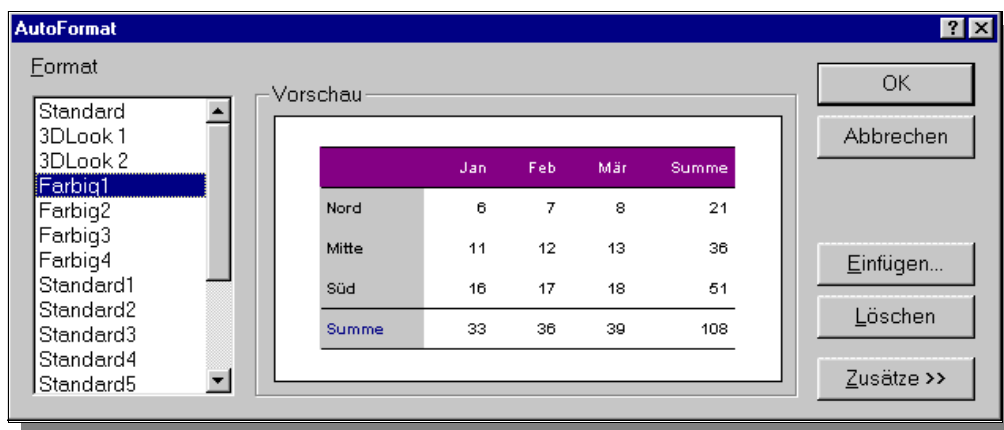 AutoFormat
Format
Standard
3DLook 1
3DLook 2
Farbig1
Farbig2
Farbig3
Farbig4
Standard1
Standard2
Standard3
Standard4
Standard5
Vorschau
Jan Feb Mär Summe
Nord 6 7 8 21
Mitte 11 12 13 36
Süd 16 17 18 51
Summe 33 36 39 108
OK
Abbrechen
Einfügen...
Löschen
Zusätze >>